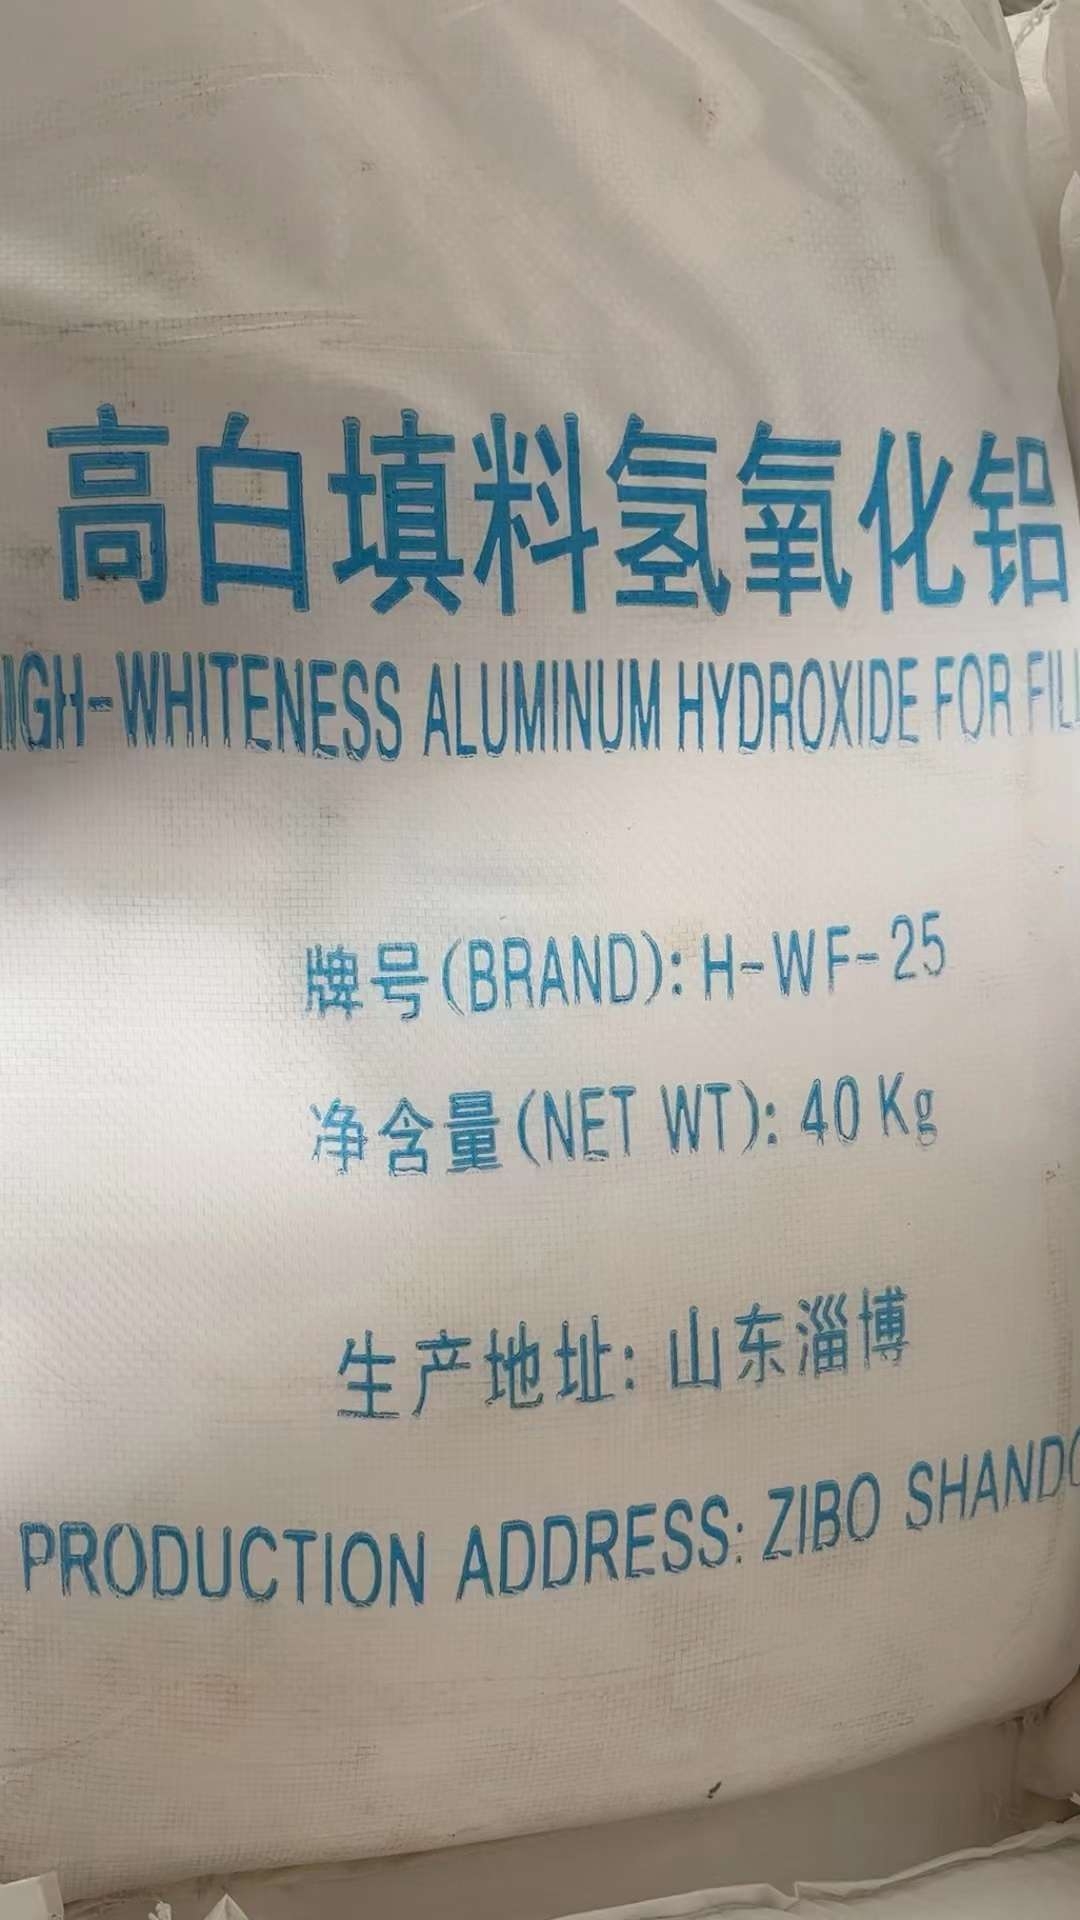 高白填料氢氧化铝
IGH-WHITENESS ALUMINUM HYDROXIDE FOR FIL
牌号(BRAND): H-WF-25
净含量(NET WT): 40 Kg
生产地址: 山东淄博
PRODUCTION ADDRESS: ZIBO SHANDO